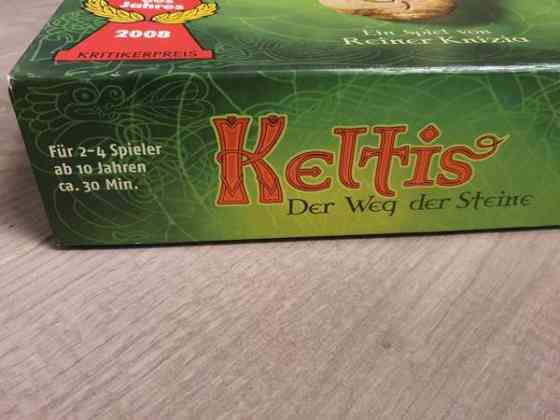 des Jahres
2008
KRITIKERPREIS
Ein Spiel von
Reiner Knizia
Für 2-4 Spieler
ab 10 Jahren
ca. 30 Min.
Keltis
Der Weg der Steine